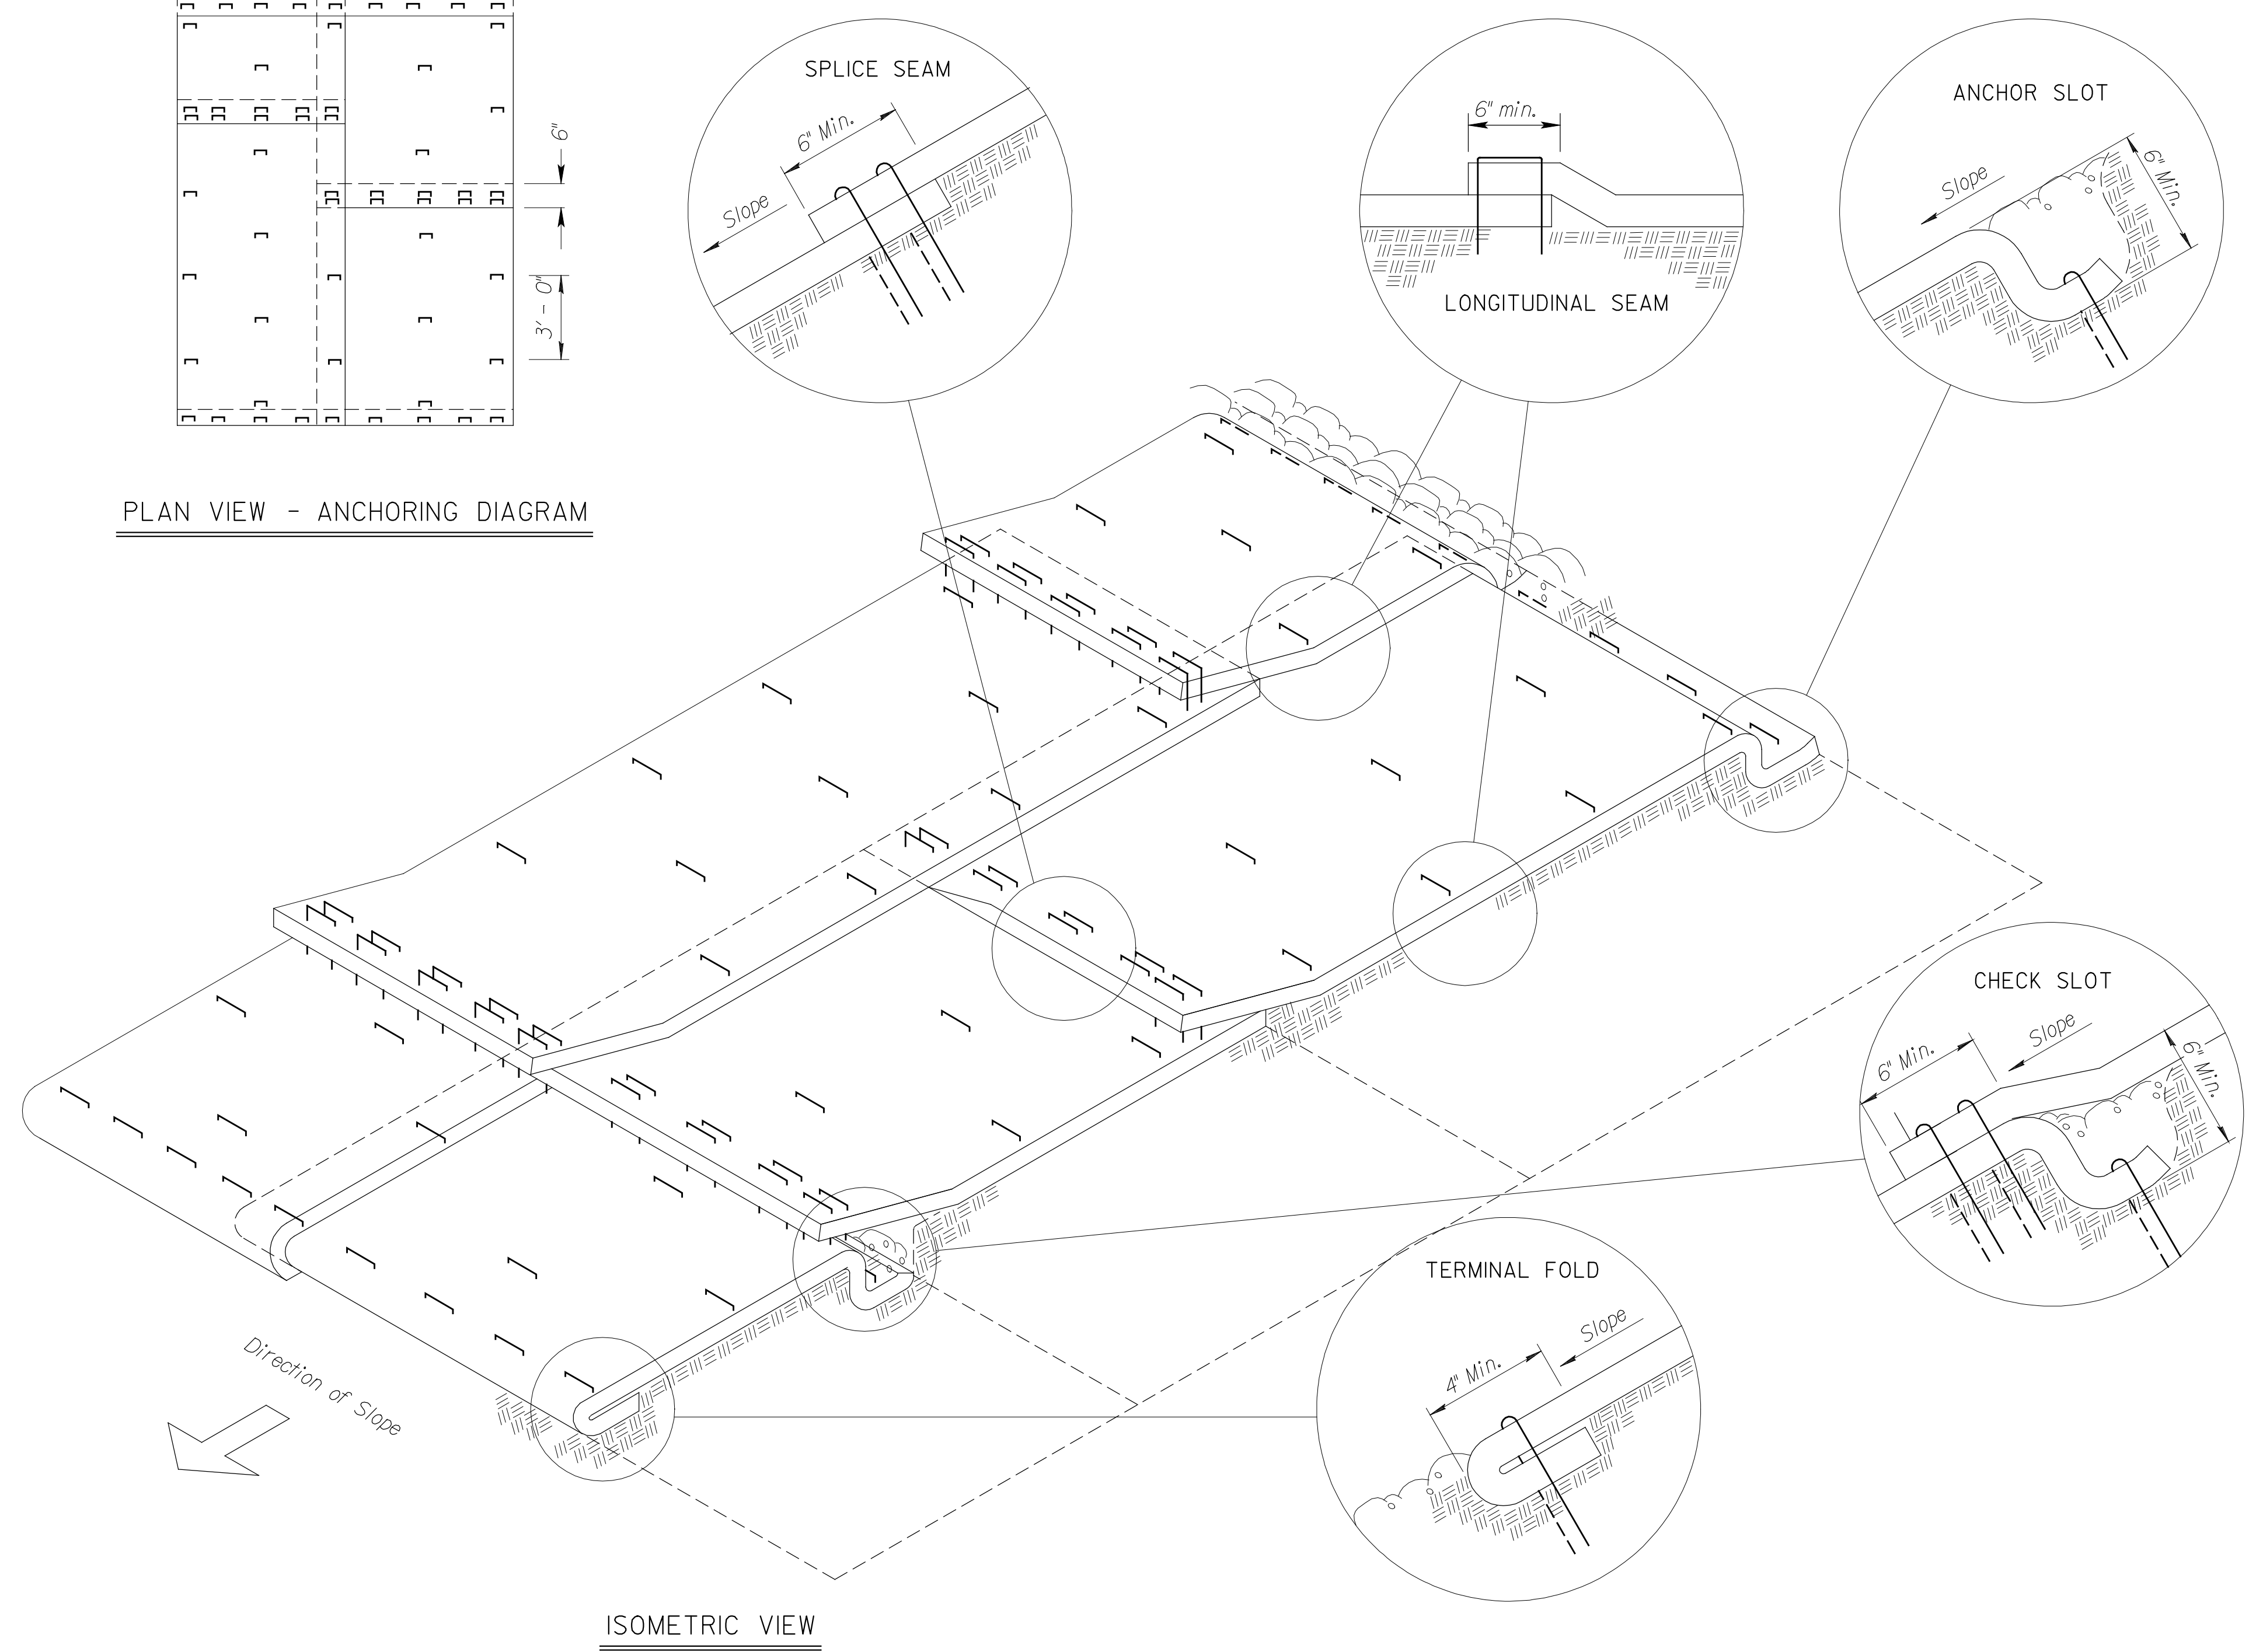 6"
3' - 0"
PLAN VIEW - ANCHORING DIAGRAM
SPLICE SEAM
6" Min.
Slope
6" min.
LONGITUDINAL SEAM
ANCHOR SLOT
Slope
6" Min.
CHECK SLOT
6" Min.
Slope
6" Min.
TERMINAL FOLD
4" Min.
Slope
Direction of Slope
ISOMETRIC VIEW